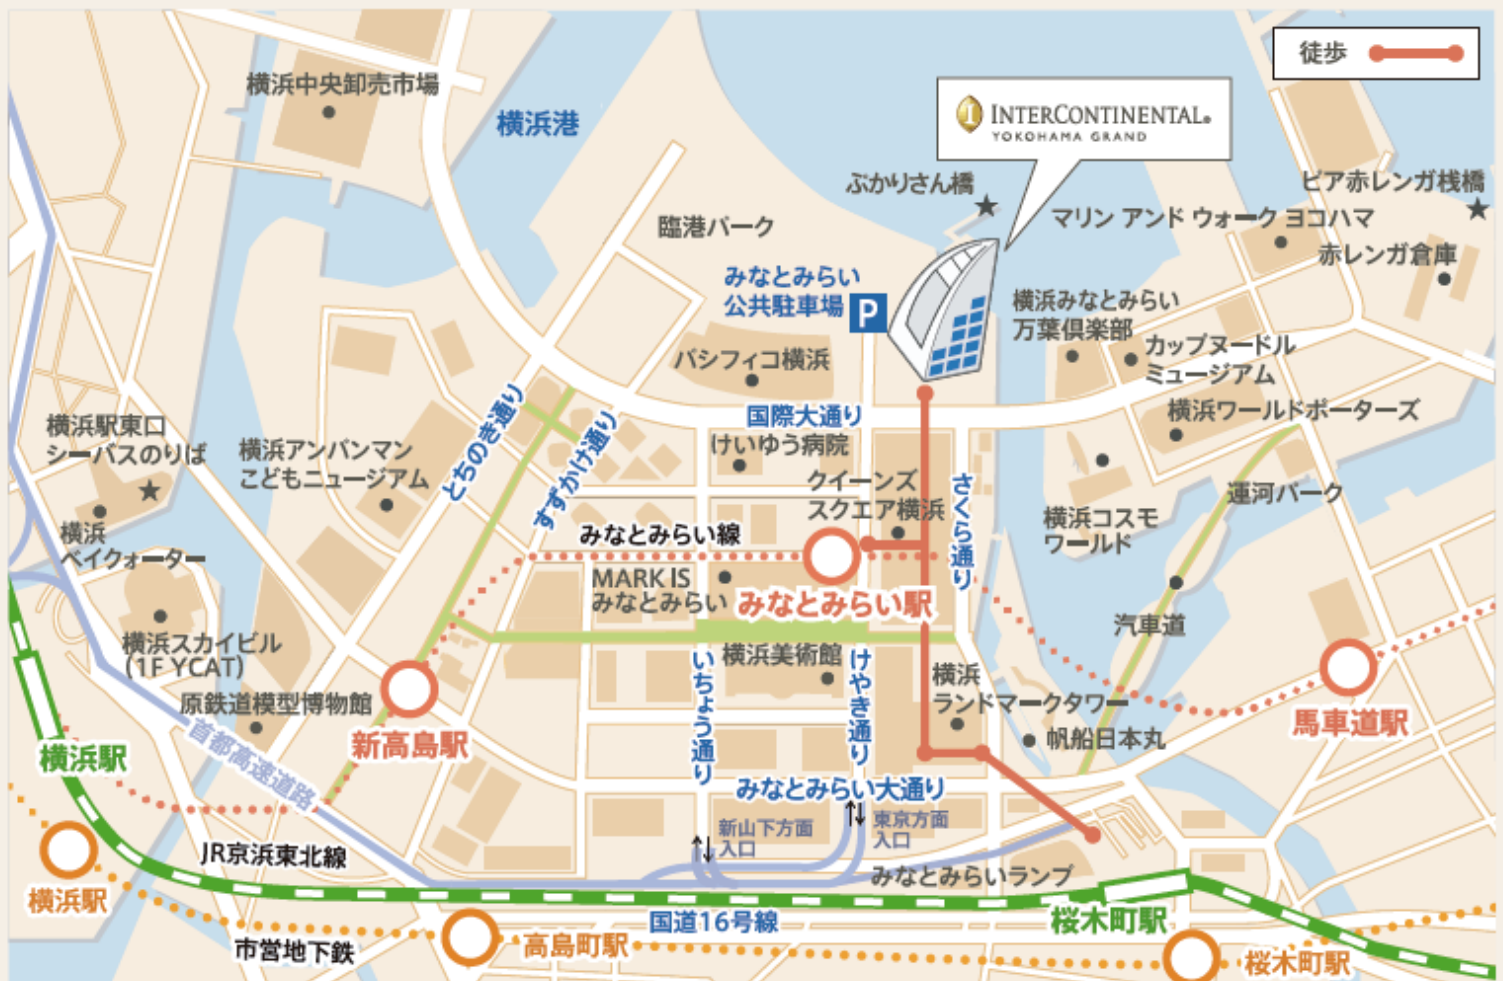 徒歩
横浜中央卸売市場
横浜港
INTERCONTINENTAL®
YOKOHAMA GRAND
ぷかりさん橋
ピア赤レンガ桟橋
マリン アンド ウォーク ヨコハマ
赤レンガ倉庫
臨港パーク
みなとみらい
公共駐車場
P
横浜みなとみらい
万葉倶楽部
カップヌードル
ミュージアム
パシフィコ横浜
国際大通り
横浜ワールドポーターズ
けいゆう病院
クイーンズ
スクエア横浜
さくら通り
とちのき通り
すずかけ通り
横浜駅東口
シーバスのりば
横浜アンパンマン
こどもミュージアム
運河パーク
横浜コスモ
ワールド
横浜
ベイクォーター
みなとみらい線
MARK IS
みなとみらい
みなとみらい駅
汽車道
横浜スカイビル
(1F YCAT)
横浜美術館
いちょう通り
けやき通り
横浜
ランドマークタワー
原鉄道模型博物館
新高島駅
馬車道駅
帆船日本丸
首都高速道路
横浜駅
みなとみらい大通り
新山下方面
入口
東京方面
入口
JR京浜東北線
みなとみらいランプ
横浜駅
国道16号線
桜木町駅
市営地下鉄
高島町駅
桜木町駅